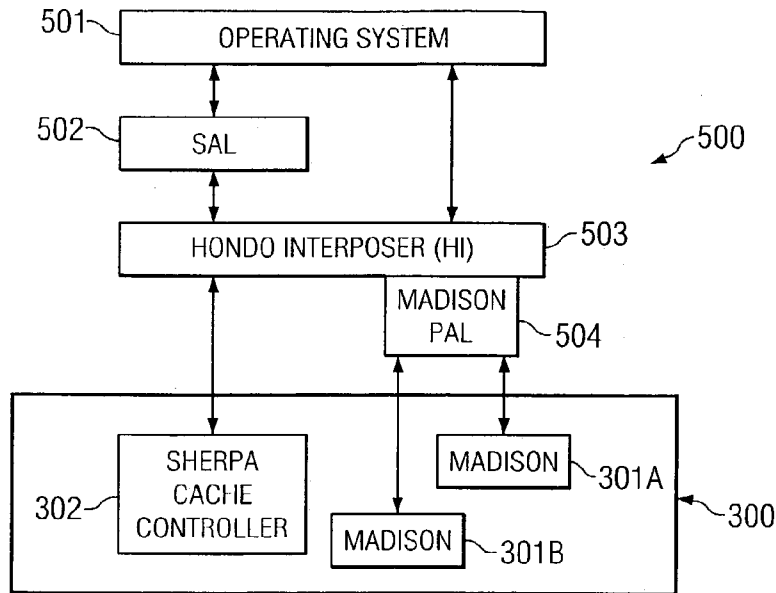 501
OPERATING SYSTEM
502
SAL
500
HONDO INTERPOSER (HI)
503
MADISON
PAL
504
SHERPA
CACHE
CONTROLLER
302
MADISON
301A
MADISON
301B
300